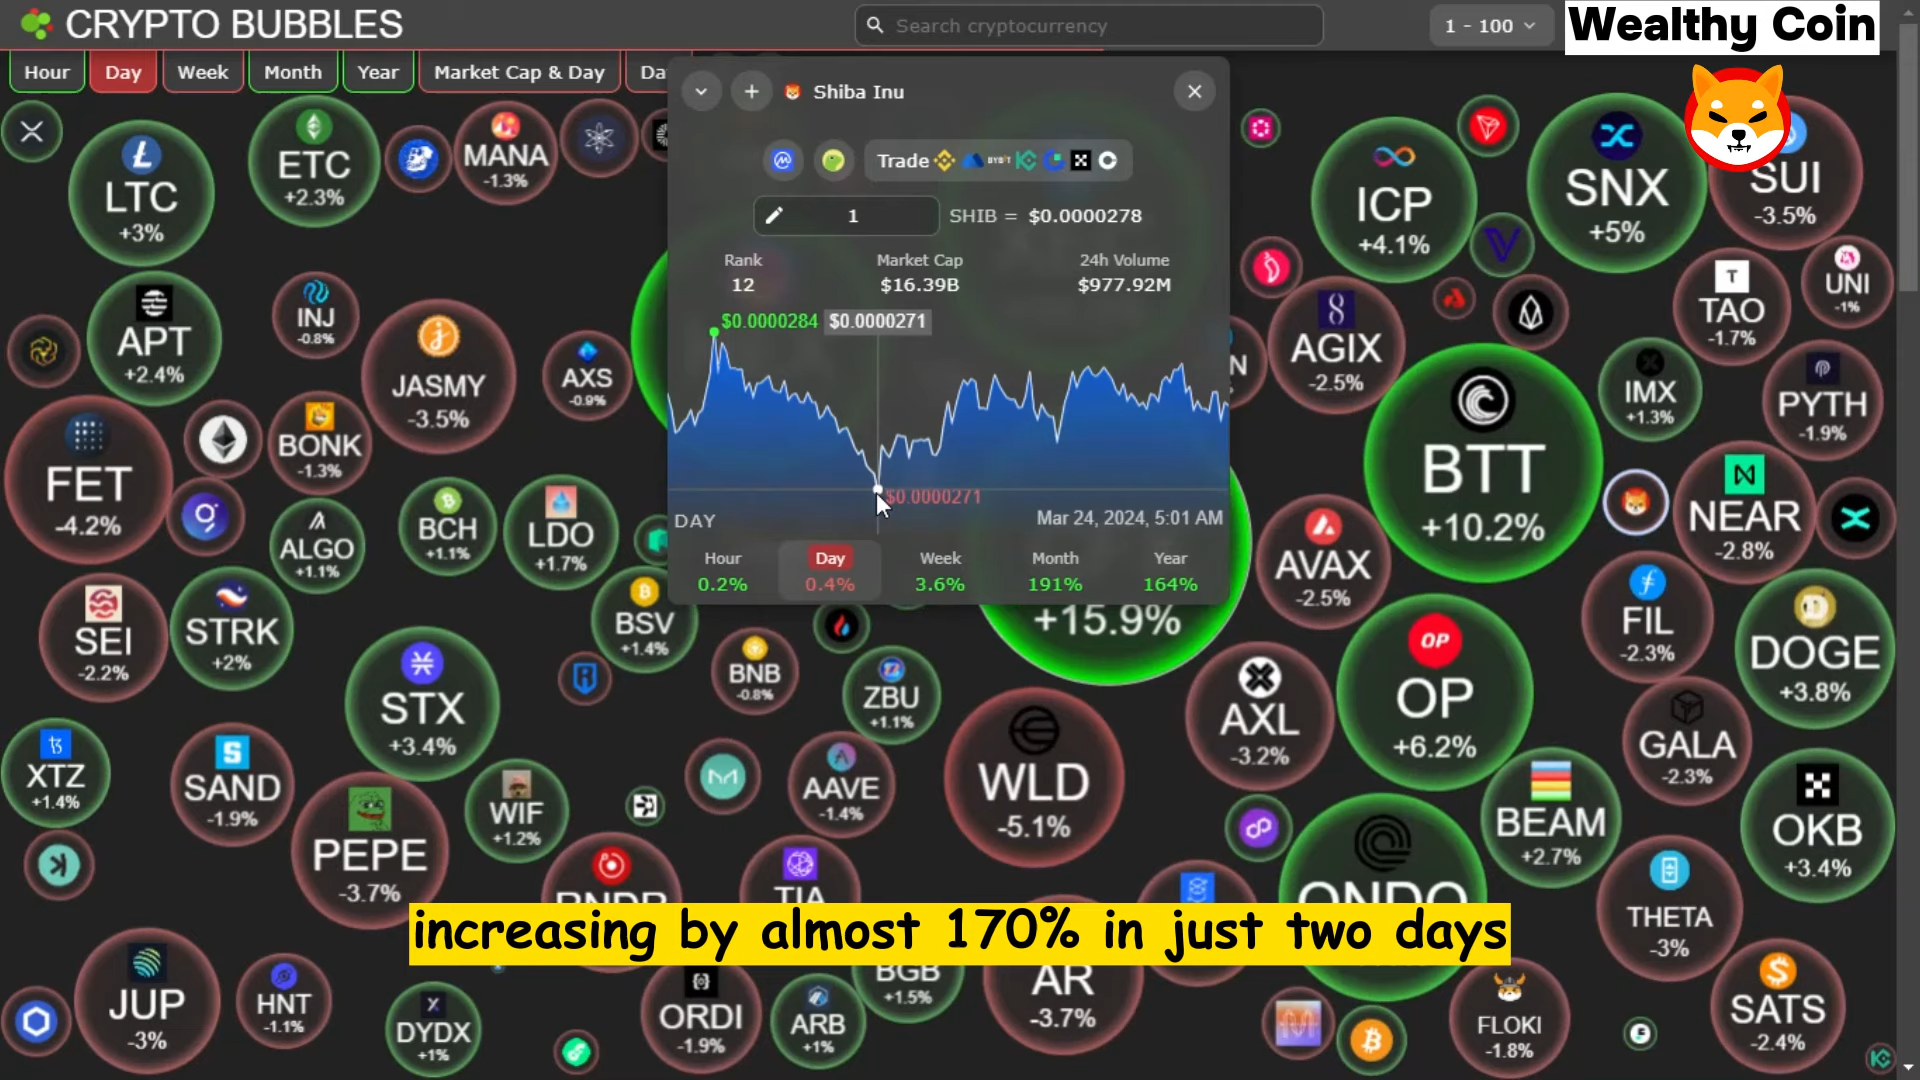 CRYPTO BUBBLES
Search cryptocurrency
1 - 100
Wealthy Coin
Hour
Day
Week
Month
Year
Market Cap & Day
Da
Shiba Inu
Trade
BYBIT
1
SHIB = $0.0000278
Rank
Market Cap
24h Volume
12
$16.39B
$977.92M
$0.0000284
$0.0000271
$0.0000271
DAY
Mar 24, 2024, 5:01 AM
Hour
Day
Week
Month
Year
0.2%
0.4%
3.6%
191%
164%
LTC
+3%
ETC
+2.3%
MANA
-1.3%
ICP
+4.1%
SNX
+5%
SUI
-3.5%
APT
+2.4%
INJ
-0.8%
JASMY
-3.5%
AXS
-0.9%
N
AGIX
-2.5%
TAO
-1.7%
UNI
-1%
IMX
+1.3%
PYTH
-1.9%
FET
-4.2%
BONK
-1.3%
ALGO
+1.1%
BCH
+1.1%
LDO
+1.7%
BTT
+10.2%
NEAR
-2.8%
AVAX
-2.5%
FIL
-2.3%
DOGE
+3.8%
SEI
-2.2%
STRK
+2%
BSV
+1.4%
+15.9%
STX
+3.4%
BNB
-0.8%
ZBU
+1.1%
AXL
-3.2%
OP
OP
+6.2%
GALA
-2.3%
XTZ
+1.4%
SAND
-1.9%
WIF
+1.2%
AAVE
-1.4%
WLD
-5.1%
BEAM
+2.7%
OKB
+3.4%
PEPE
-3.7%
RNDR
TIA
ONDO
THETA
-3%
increasing by almost 170% in just two days
JUP
-3%
HNT
-1.1%
DYDX
+1%
ORDI
-1.9%
ARB
+1%
BGB
+1.5%
AR
-3.7%
FLOKI
-1.8%
SATS
-2.4%